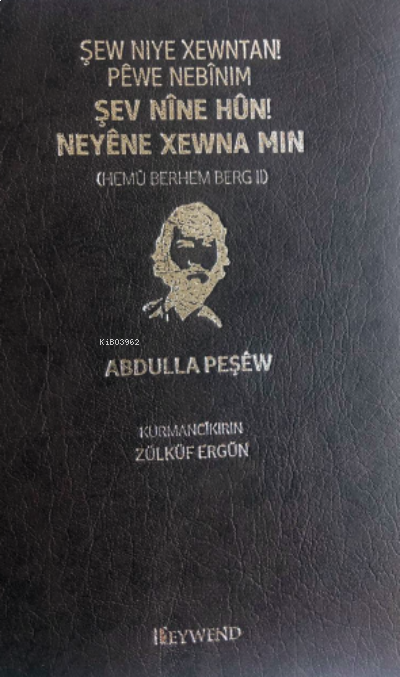 ŞEW NIYE XEWNTAN!
PÊWE NEBÎNIM
ŞEV NÎNE HÛN!
NEYÊNE XEWNA MIN
(HEMÛ BERHEM BERG II)
KiB03962
ABDULLA PEŞÊW
KURMANCÎKIRIN
ZÜLKÜF ERGÜN
PEYWEND